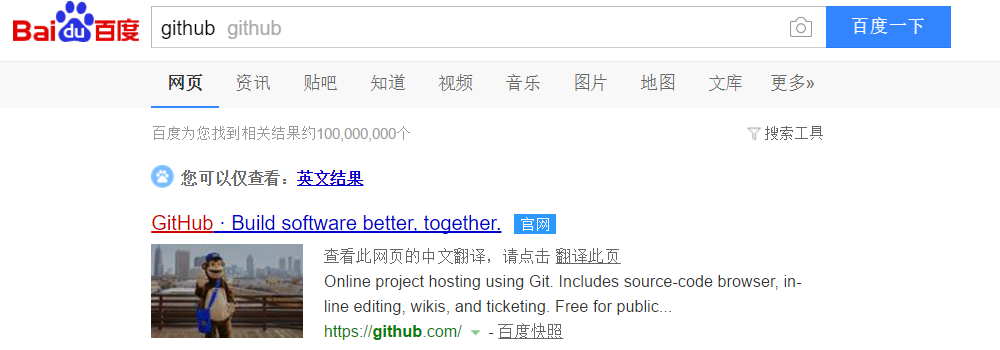 Bai du 百度 github github 百度一下
网页 资讯 贴吧 知道 视频 音乐 图片 地图 文库 更多»
百度为您找到相关结果约100,000,000个 搜索工具
您可以仅查看：英文结果
GitHub · Build software better, together. 官网
查看此网页的中文翻译，请点击 翻译此页
Online project hosting using Git. Includes source-code browser, in-
line editing, wikis, and ticketing. Free for public...
https://github.com/ - 百度快照